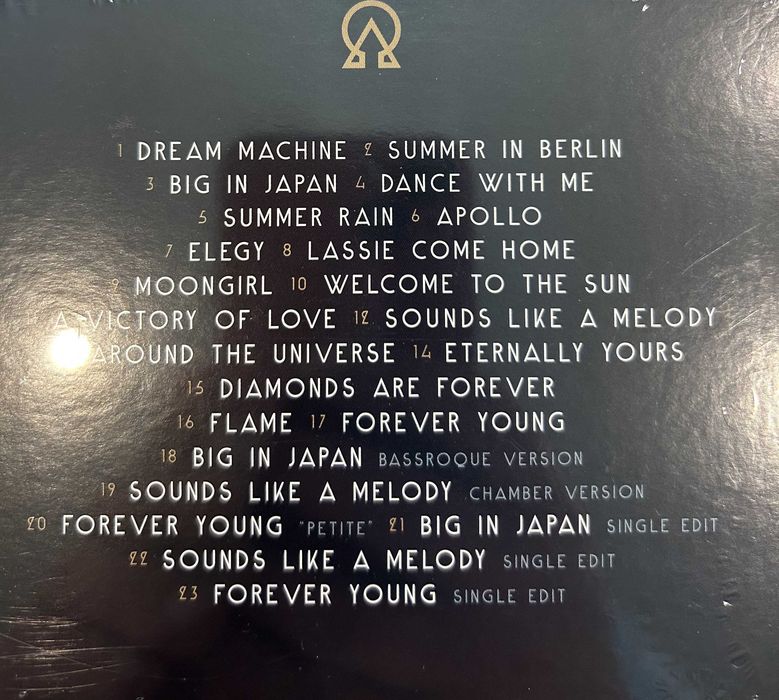 1 DREAM MACHINE 2 SUMMER IN BERLIN
3 BIG IN JAPAN 4 DANCE WITH ME
5 SUMMER RAIN 6 APOLLO
7 ELEGY 8 LASSIE COME HOME
9 MOONGIRL 10 WELCOME TO THE SUN
A VICTORY OF LOVE 12 SOUNDS LIKE A MELODY
AROUND THE UNIVERSE 14 ETERNALLY YOURS
15 DIAMONDS ARE FOREVER
16 FLAME 17 FOREVER YOUNG
18 BIG IN JAPAN BASSROQUE VERSION
19 SOUNDS LIKE A MELODY CHAMBER VERSION
20 FOREVER YOUNG "PETITE" 21 BIG IN JAPAN SINGLE EDIT
22 SOUNDS LIKE A MELODY SINGLE EDIT
23 FOREVER YOUNG SINGLE EDIT